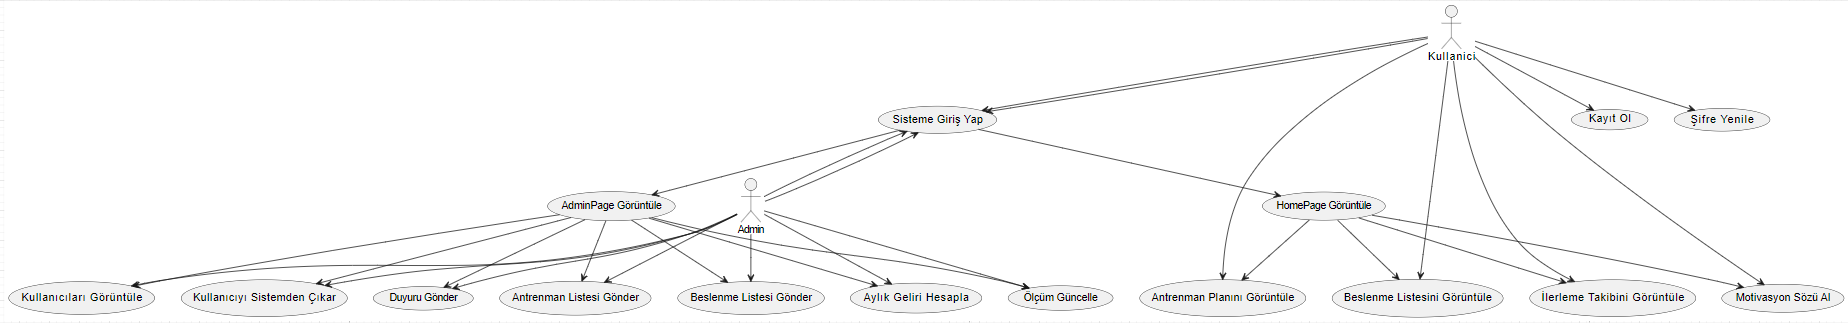 Kullanici
Sisteme Giriş Yap
Kayıt Ol
Şifre Yenile
AdminPage Görüntüle
Admin
HomePage Görüntüle
Kullanıcıları Görüntüle
Kullanıcıyı Sistemden Çıkar
Duyuru Gönder
Antrenman Listesi Gönder
Beslenme Listesi Gönder
Aylık Geliri Hesapla
Ölçüm Güncelle
Antrenman Planını Görüntüle
Beslenme Listesini Görüntüle
İlerleme Takibini Görüntüle
Motivasyon Sözü Al